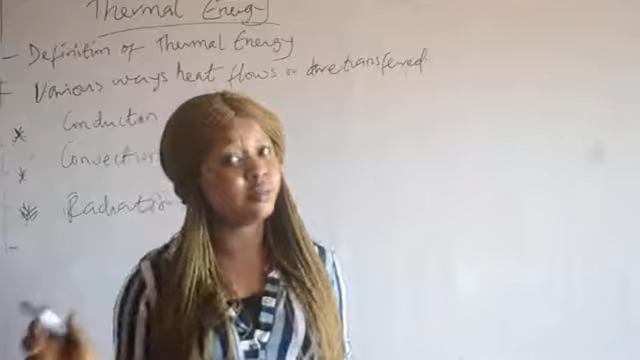 Thermal Energy
- Definition of Thermal Energy
- Various ways heat flows or are transferred
* Conduction
* Convection
* Radiation
-